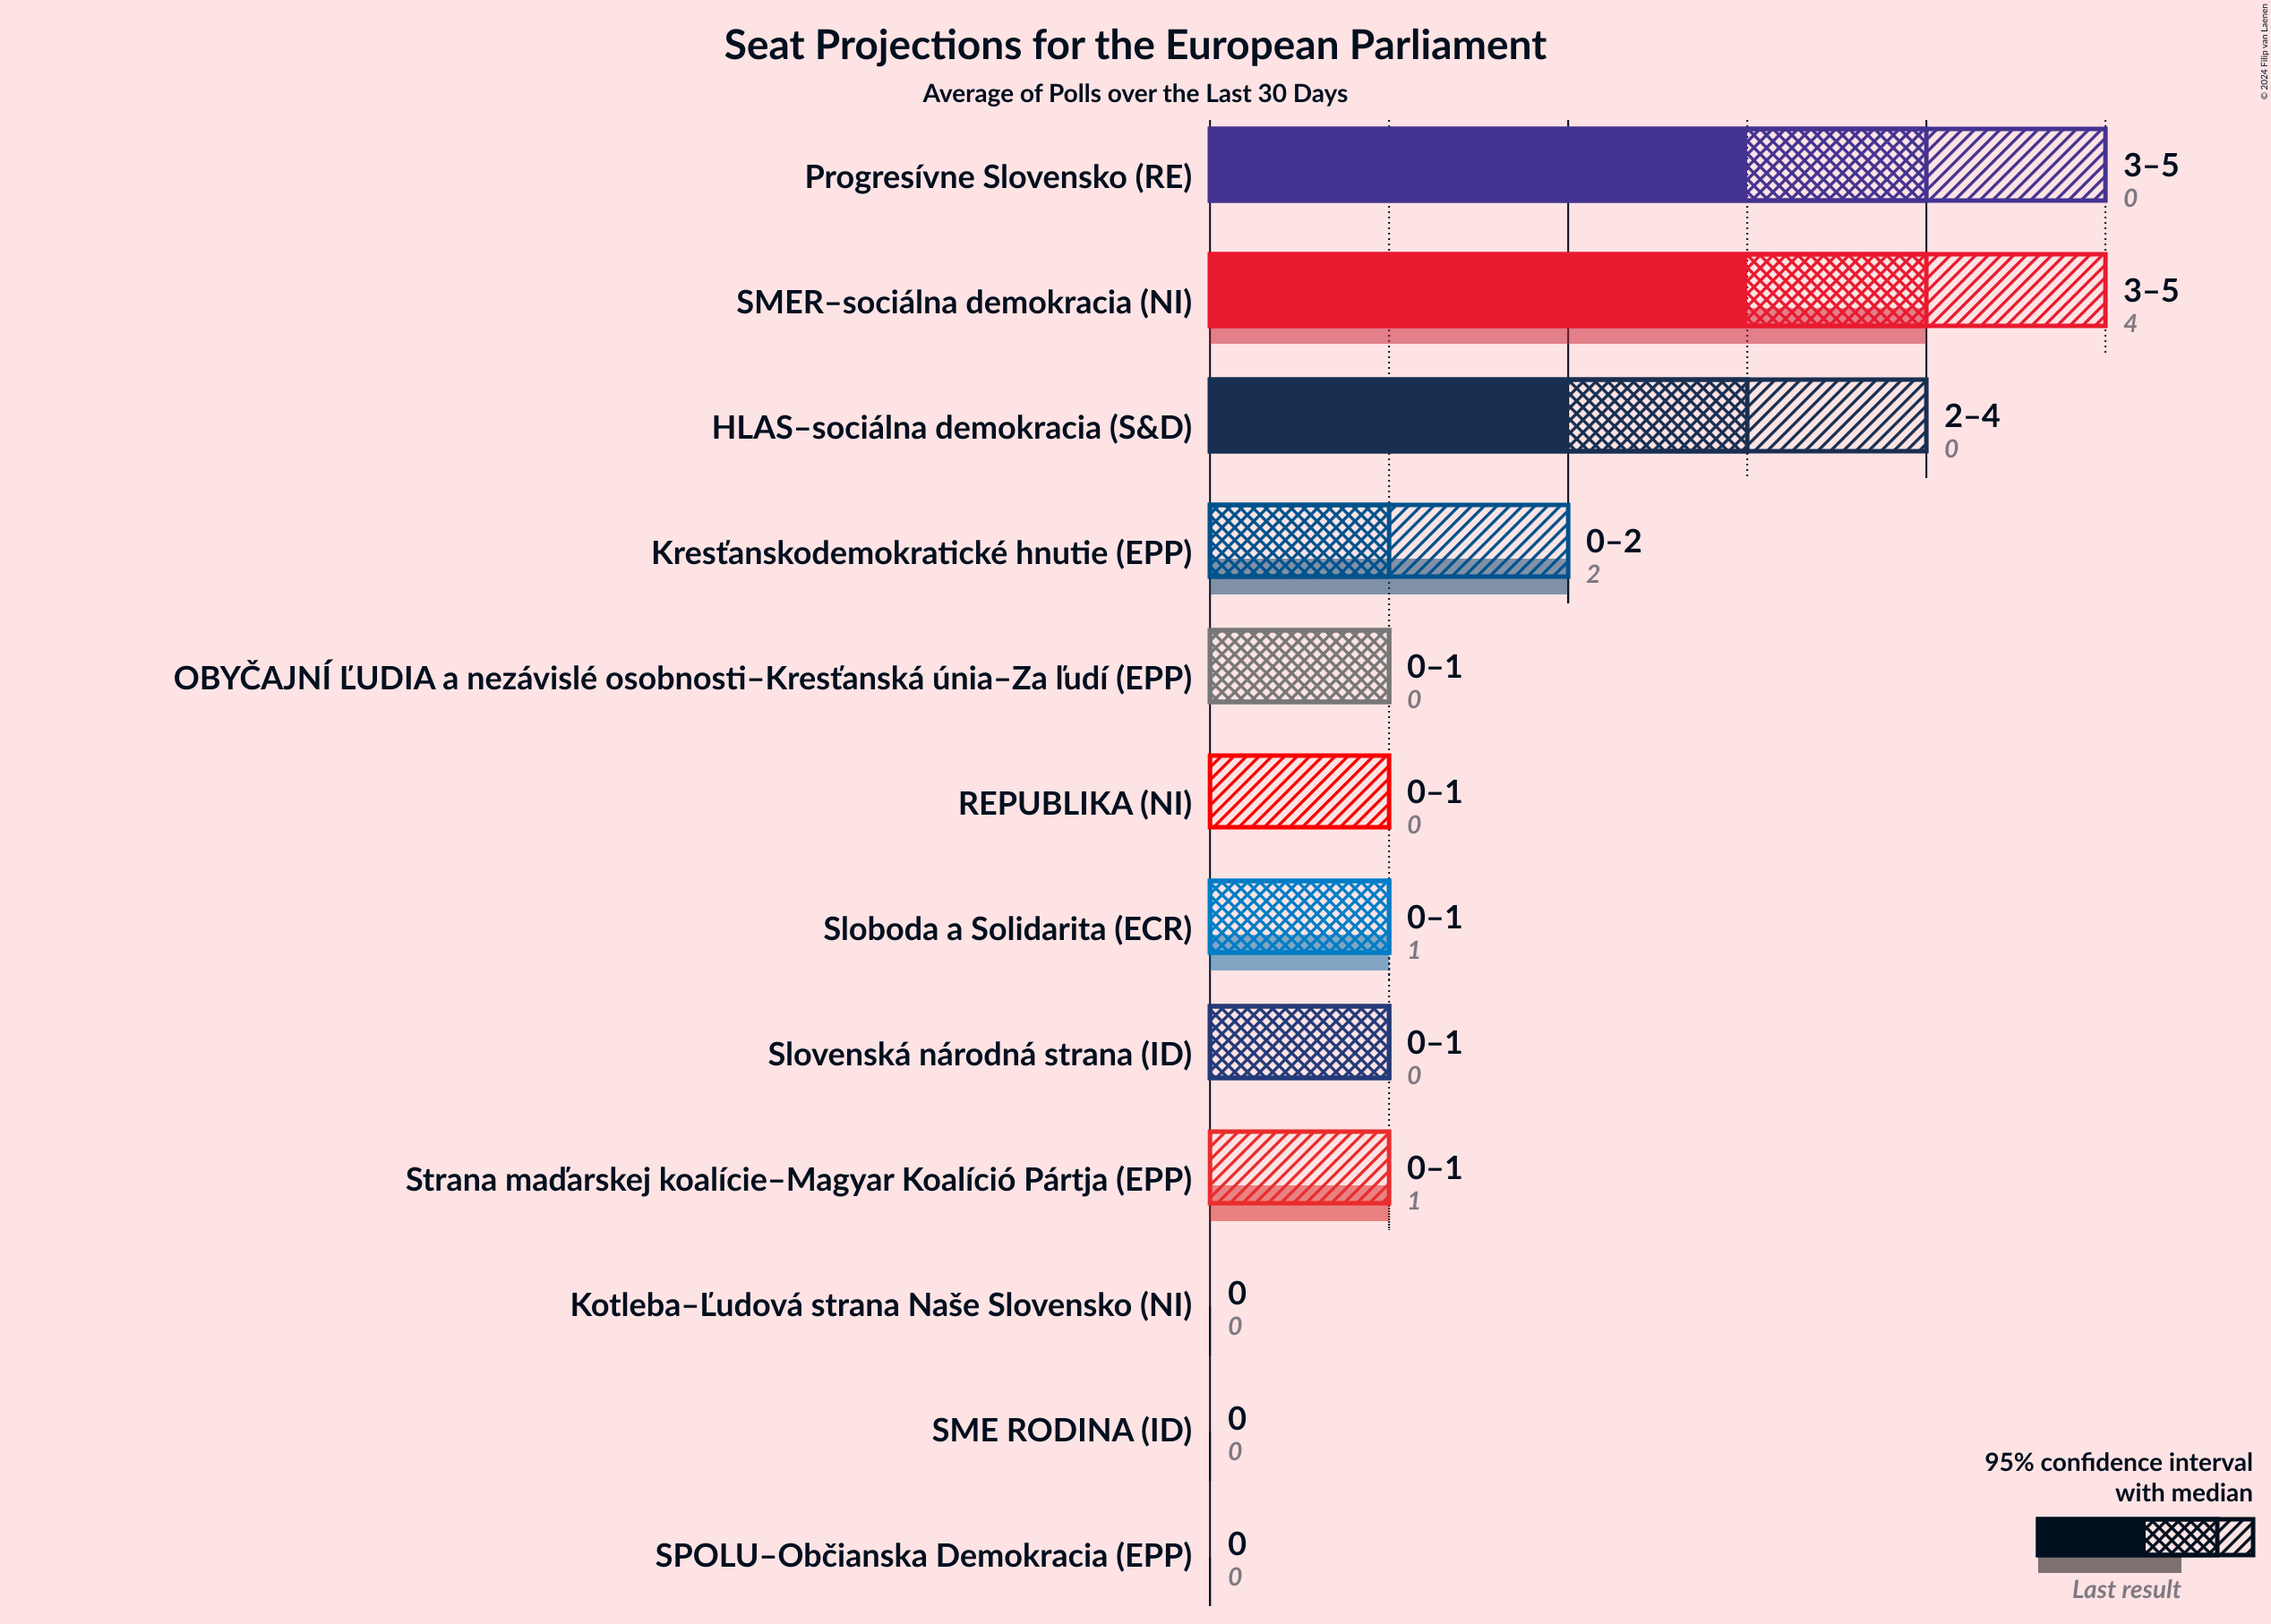 Seat Projections for the European Parliament
Average of Polls over the Last 30 Days
© 2024 Filip van Laenen
Progresívne Slovensko (RE)
3–5
0
SMER–sociálna demokracia (NI)
3–5
4
HLAS–sociálna demokracia (S&D)
2–4
0
Kresťanskodemokratické hnutie (EPP)
0–2
2
OBYČAJNÍ ĽUDIA a nezávislé osobnosti–Kresťanská únia–Za ľudí (EPP)
0–1
0
REPUBLIKA (NI)
0–1
0
Sloboda a Solidarita (ECR)
0–1
1
Slovenská národná strana (ID)
0–1
0
Strana maďarskej koalície–Magyar Koalíció Pártja (EPP)
0–1
1
Kotleba–Ľudová strana Naše Slovensko (NI)
0
0
SME RODINA (ID)
0
0
SPOLU–Občianska Demokracia (EPP)
0
0
95% confidence interval
with median
Last result